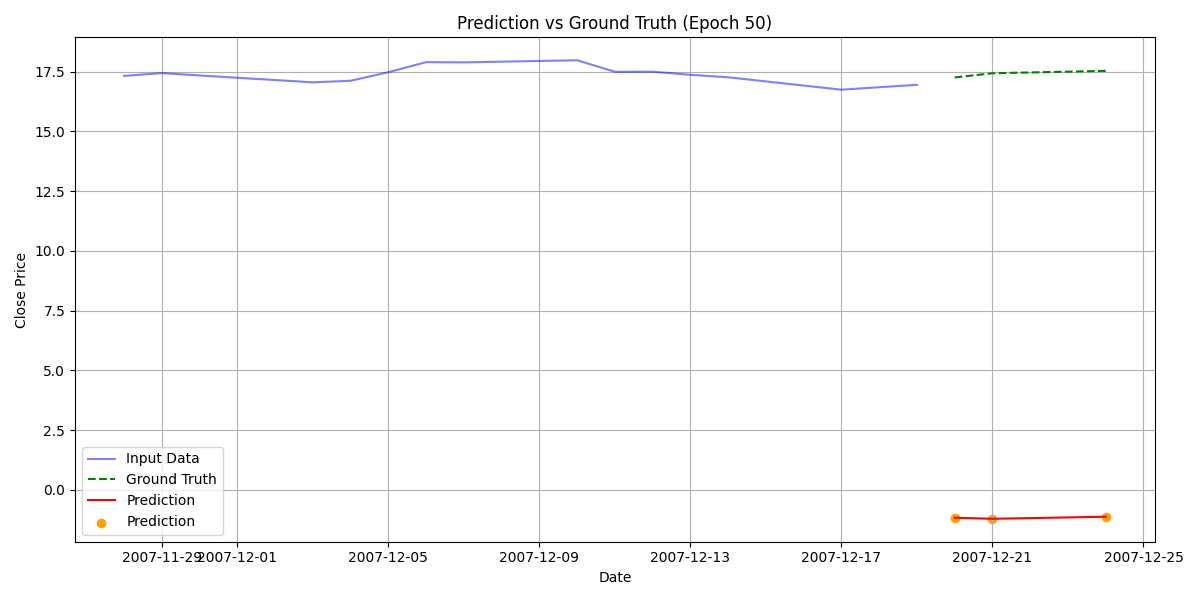 Prediction vs Ground Truth (Epoch 50)
Close Price
17.5
15.0
12.5
10.0
7.5
5.0
2.5
0.0
Input Data
Ground Truth
Prediction
Prediction
2007-11-29
2007-12-01
2007-12-05
2007-12-09
2007-12-13
2007-12-17
2007-12-21
2007-12-25
Date